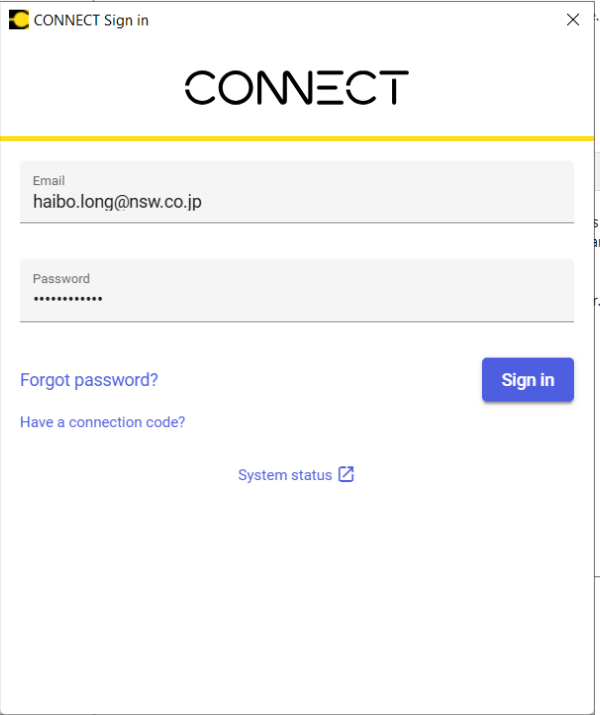 CONNECT Sign in
CONNECT
Email
haibo.long@nsw.co.jp
Password
••••••••••••
Forgot password?
Sign in
Have a connection code?
System status